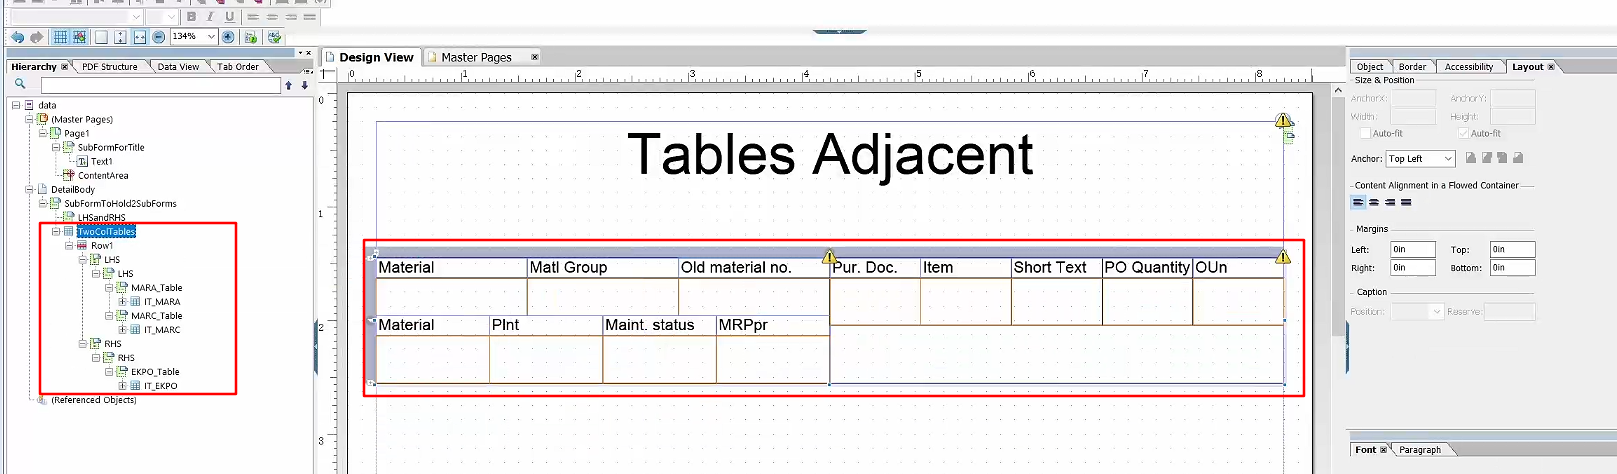 B I U
134%
Hierarchy PDF Structure Data View Tab Order
data
(Master Pages)
Page1
SubFormForTitle
Text1
ContentArea
DetailBody
SubFormToHold2SubForms
LHSandRHS
TwoColTables
Row1
LHS
LHS
MARA_Table
IT_MARA
MARC_Table
IT_MARC
RHS
RHS
EKPO_Table
IT_EKPO
(Referenced Objects)
Design View Master Pages
0 1 2 3 4 5 6 7 8
0
1
2
3
Tables Adjacent
Material Matl Group Old material no. Pur. Doc. Item Short Text PO Quantity OUn
Material Plnt Maint. status MRPpr
Object Border Accessibility Layout
Size & Position
AnchorX: AnchorY:
Width: Height:
Auto-fit Auto-fit
Anchor: Top Left
Content Alignment in a Flowed Container
Margins
Left: 0in Top: 0in
Right: 0in Bottom: 0in
Caption
Position: Reserve:
Font Paragraph